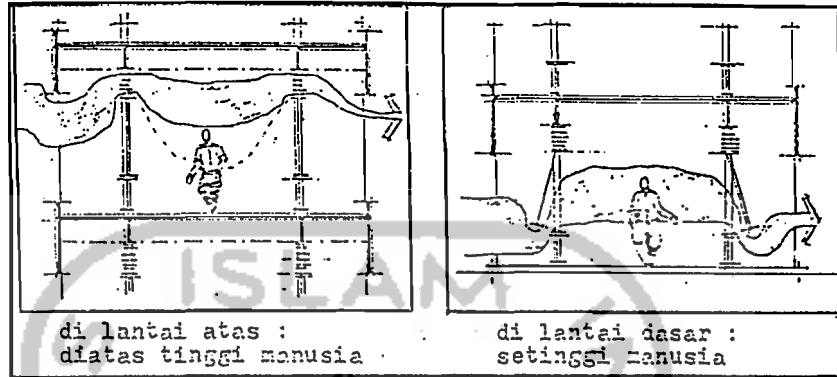 ISLAM
di lantai atas :
diatas tinggi manusia
di lantai dasar :
setinggi manusia